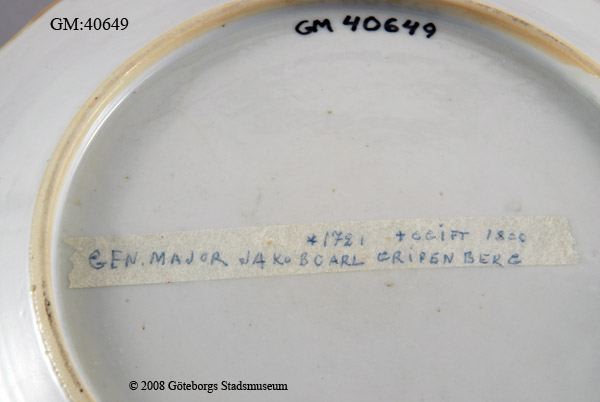 GM:40649
GM 40649
*1721 +OGIFT 1800
GEN. MAJOR JAKOB CARL GRIPENBERG
© 2008 Göteborgs Stadsmuseum